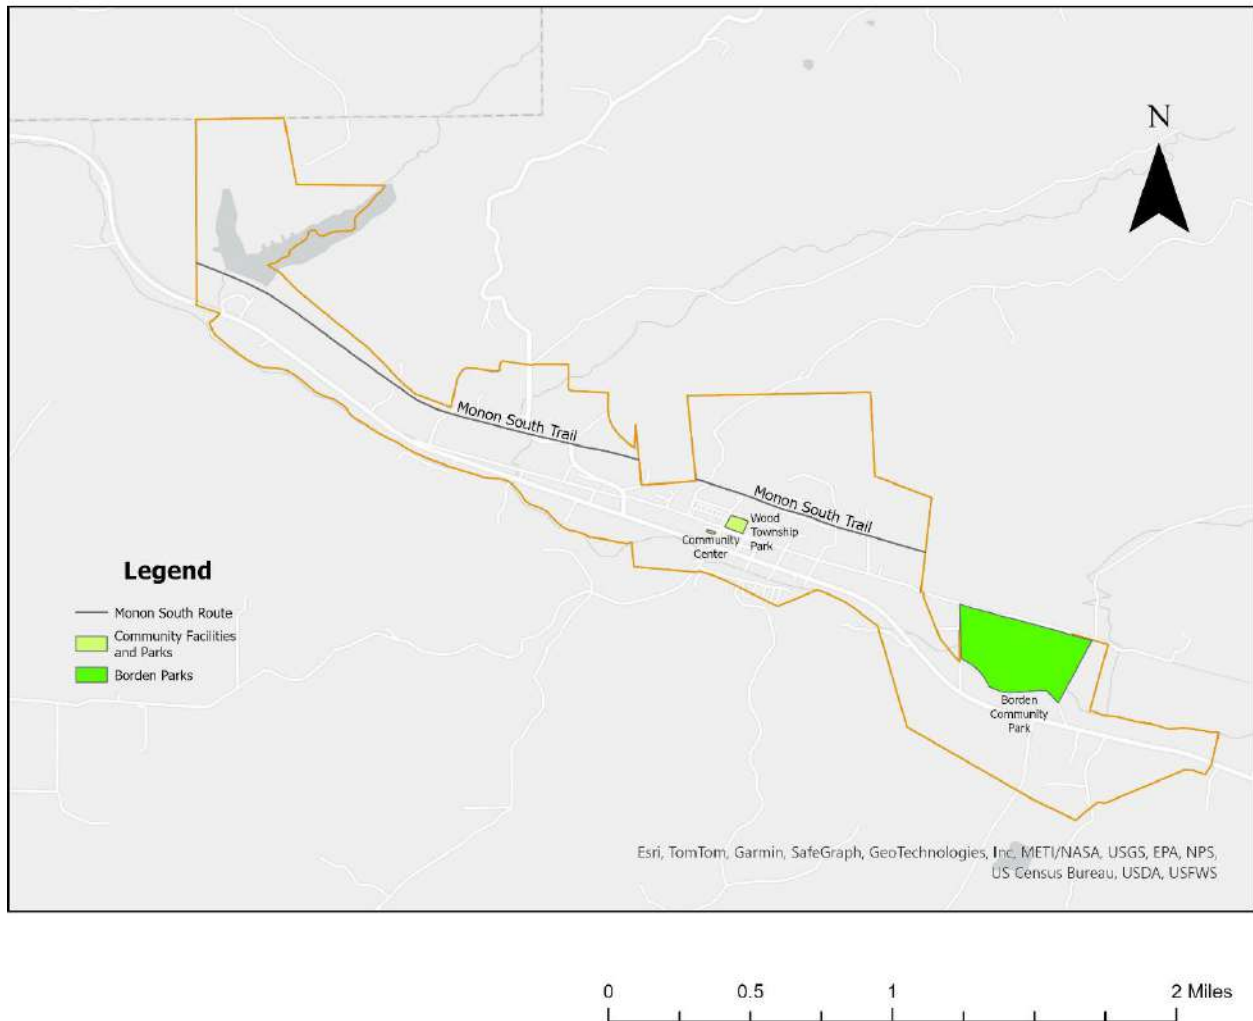 N
Monon South Trail
Monon South Trail
Wood
Township
Park
Community
Center
Legend
Monon South Route
Community Facilities
and Parks
Borden Parks
Borden
Community
Park
Esri, TomTom, Garmin, SafeGraph, GeoTechnologies, Inc, METI/NASA, USGS, EPA, NPS,
US Census Bureau, USDA, USFWS
0 0.5 1 2 Miles